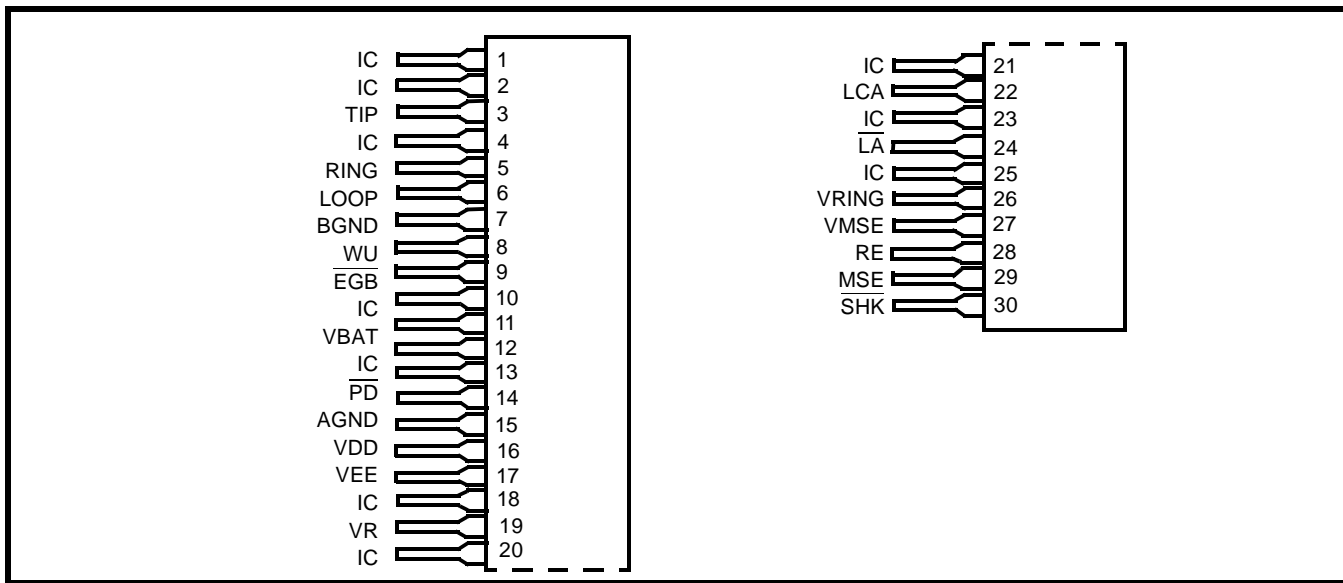 IC
IC
TIP
IC
RING
LOOP
BGND
WU
EGB
IC
VBAT
IC
PD
AGND
VDD
VEE
IC
VR
IC
1
2
3
4
5
6
7
8
9
10
11
12
13
14
15
16
17
18
19
20
IC
LCA
IC
LA
IC
VRING
VMSE
RE
MSE
SHK
21
22
23
24
25
26
27
28
29
30